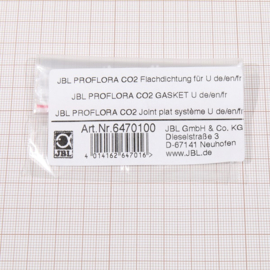 JBL PROFLORA CO2 Flachdichtung für U de/en/fr
JBL PROFLORA CO2 GASKET U de/en/fr
JBL PROFLORA CO2 Joint plat système U de/en/fr
Art.Nr.6470100
JBL GmbH & Co. KG
Dieselstraße 3
D-67141 Neuhofen
www.JBL.de
JBL
4 014162 647016 >